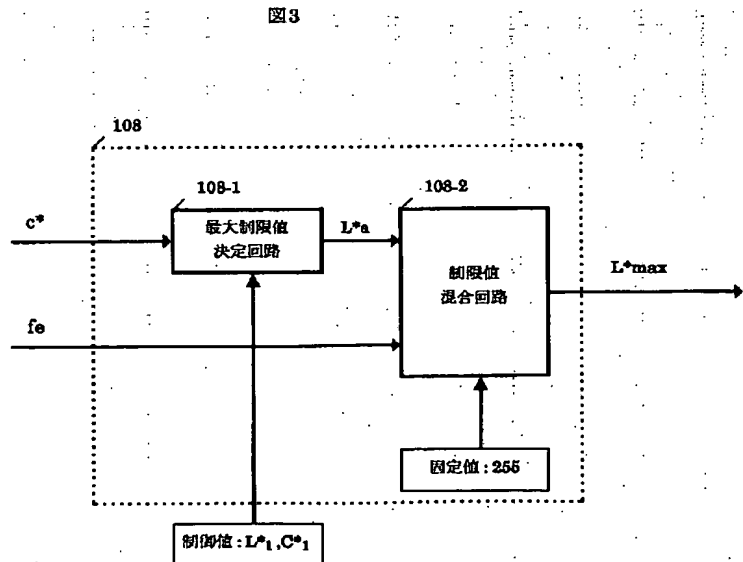 図3
108
108-1
108-2
c*
最大制限値
決定回路
L*a
制限値
混合回路
L*max
fe
固定値:255
制御値:L*1,C*1